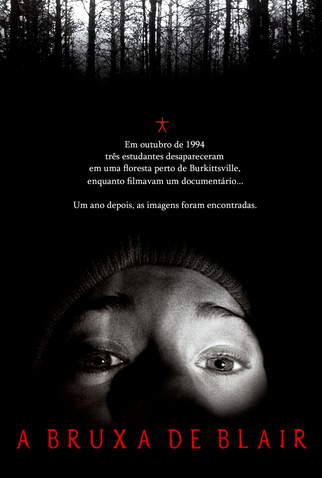 Em outubro de 1994
três estudantes desapareceram
em uma floresta perto de Burkittsville,
enquanto filmavam um documentário...
Um ano depois, as imagens foram encontradas.
A BRUXA DE BLAIR